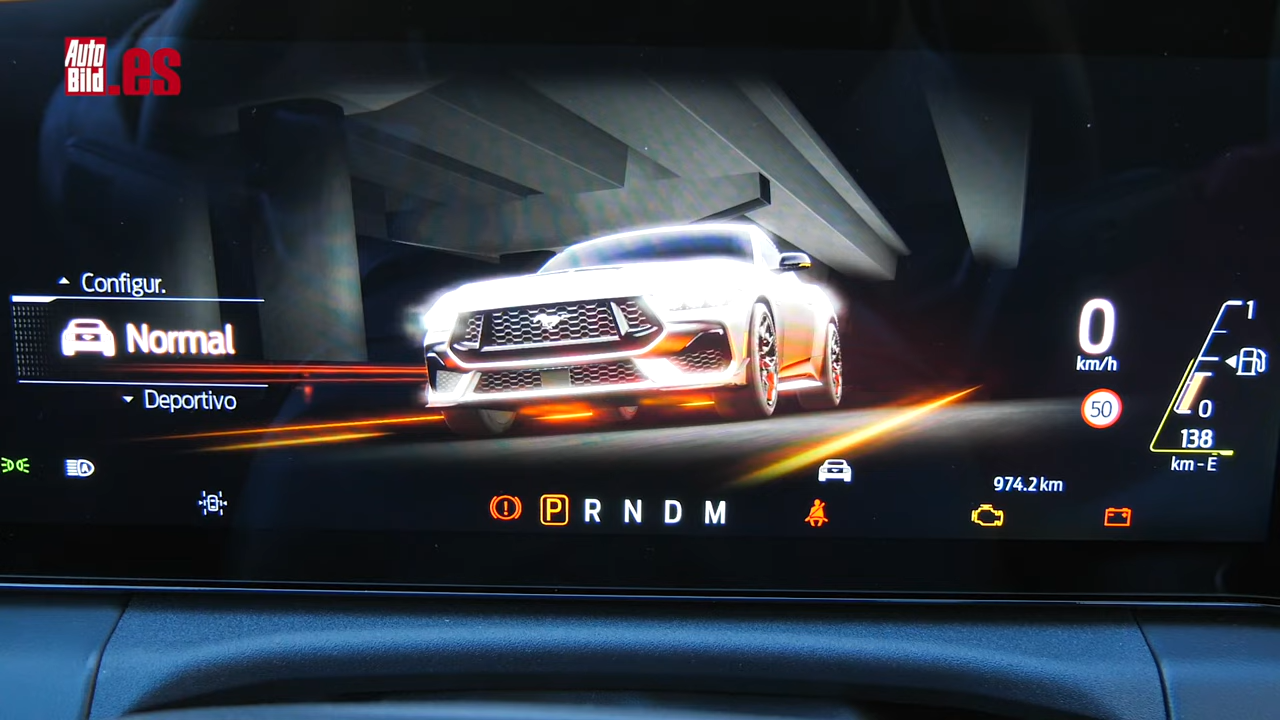 Auto
Bild
.es
Configur.
Normal
Deportivo
0
km/h
50
1
0
138
km-E
974.2 km
P R N D M